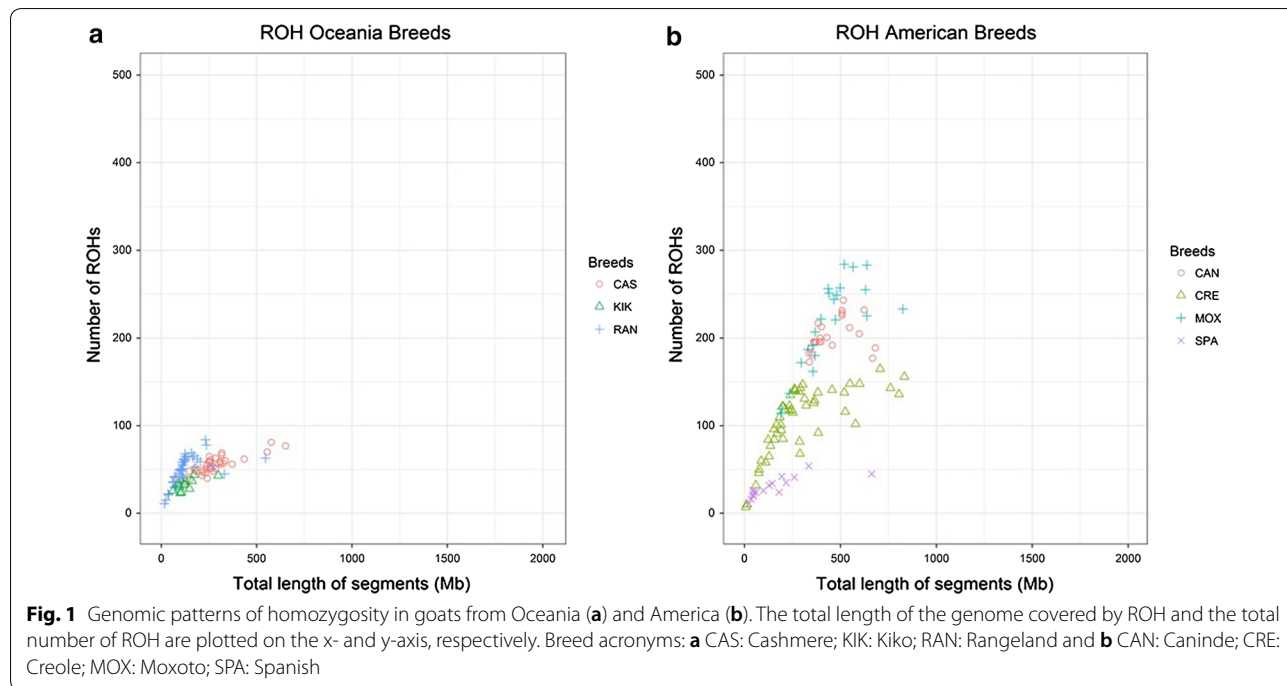 a
ROH Oceania Breeds
500
400
300
200
100
0
Number of ROHs
0 500 1000 1500 2000
Total length of segments (Mb)
Breeds
CAS
KIK
RAN
b
ROH American Breeds
500
400
300
200
100
0
Number of ROHs
0 500 1000 1500 2000
Total length of segments (Mb)
Breeds
CAN
CRE
MOX
SPA
Fig. 1 Genomic patterns of homozygosity in goats from Oceania (a) and America (b). The total length of the genome covered by ROH and the total
number of ROH are plotted on the x- and y-axis, respectively. Breed acronyms: a CAS: Cashmere; KIK: Kiko; RAN: Rangeland and b CAN: Caninde; CRE:
Creole; MOX: Moxoto; SPA: Spanish